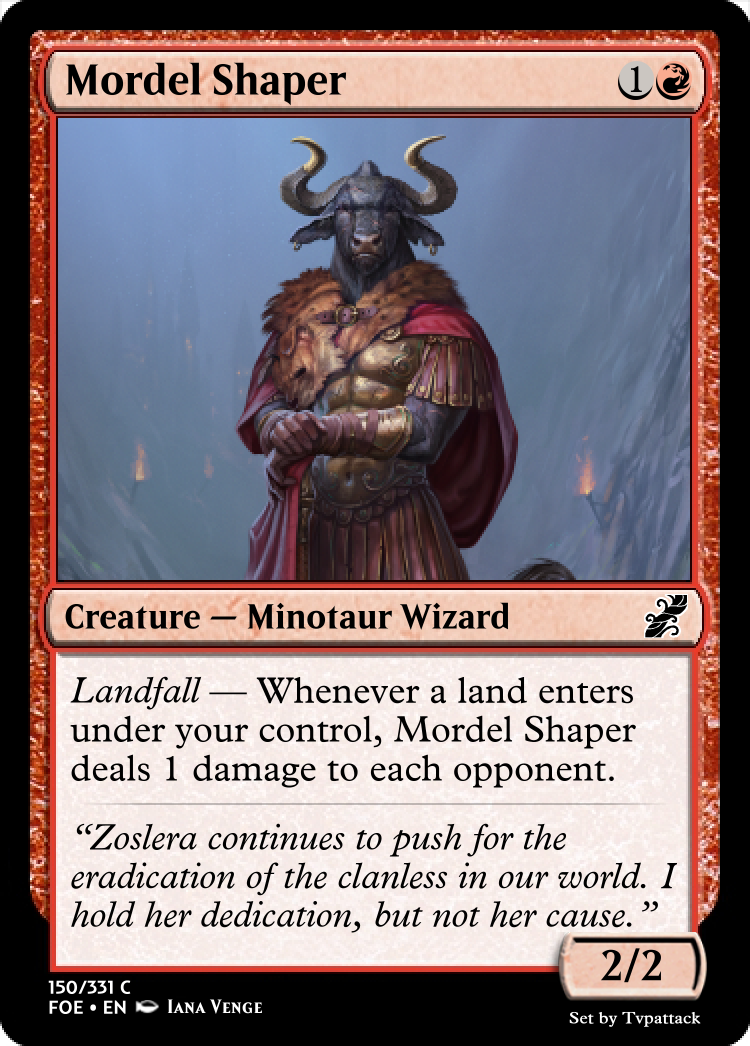 Mordel Shaper 1
Creature — Minotaur Wizard
Landfall — Whenever a land enters
under your control, Mordel Shaper
deals 1 damage to each opponent.
“Zoslera continues to push for the
eradication of the clanless in our world. I
hold her dedication, but not her cause.”
2/2
150/331 C
FOE • EN Iana Venge
Set by Tvpattack